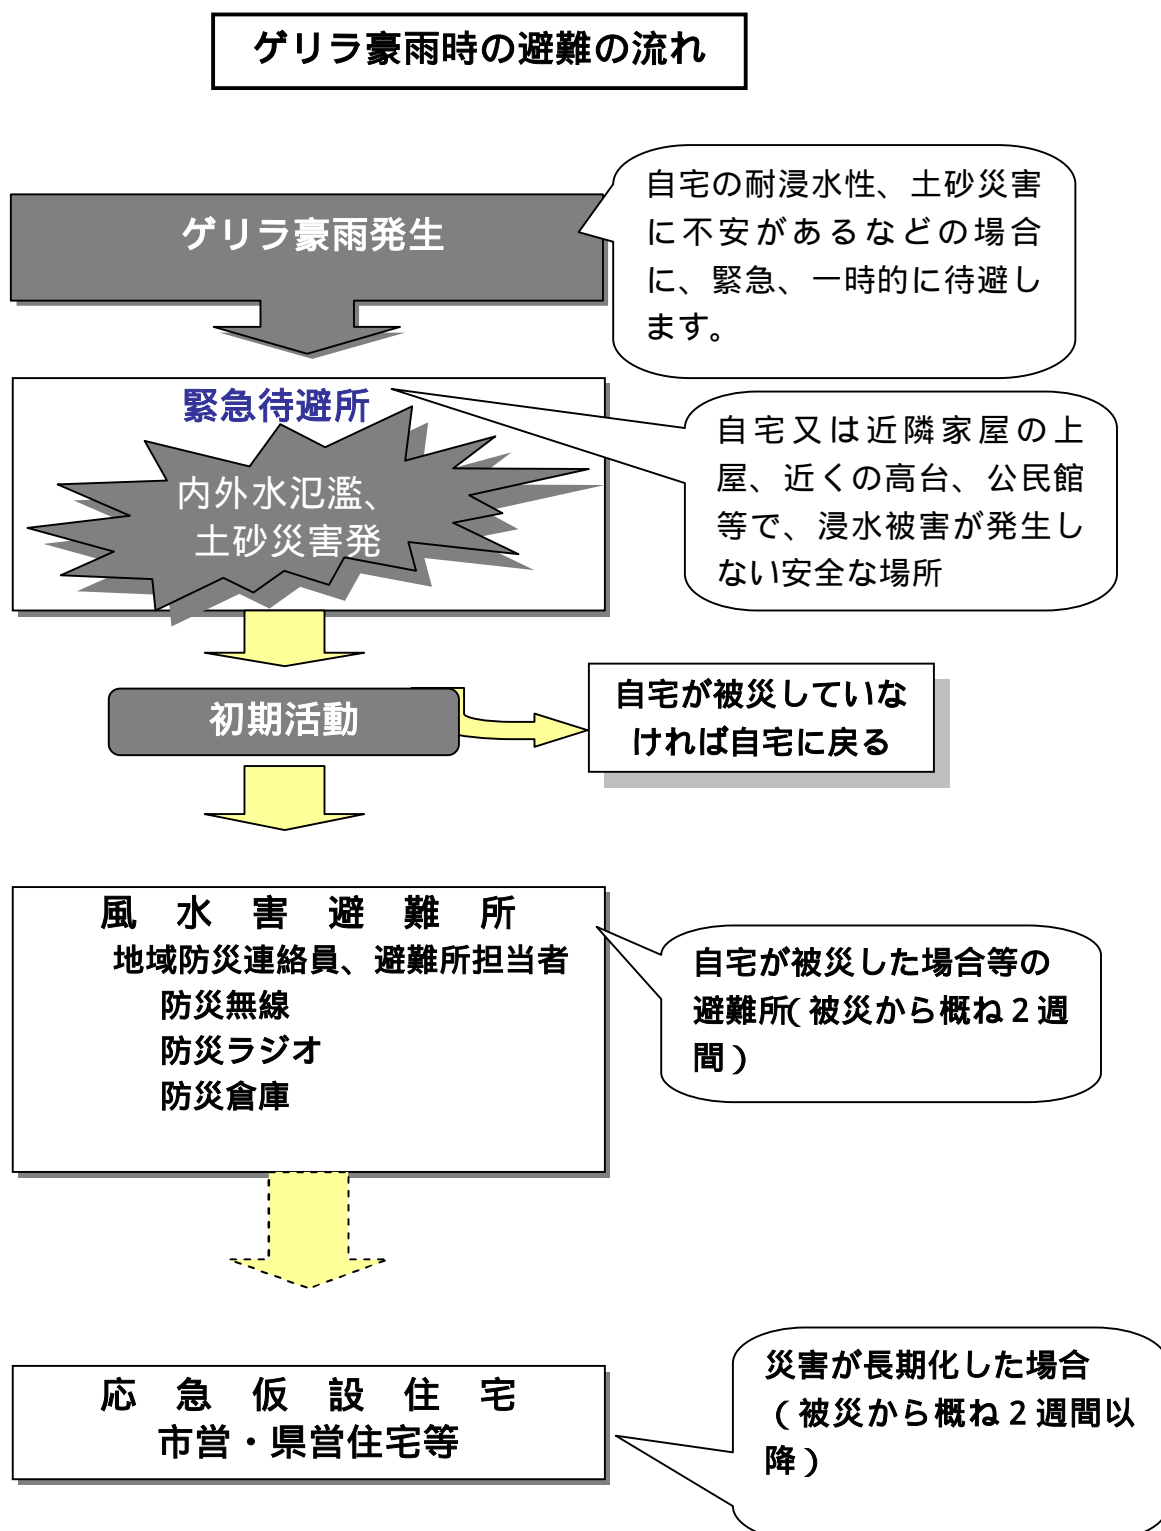 ゲリラ豪雨時の避難の流れ
ゲリラ豪雨発生
自宅の耐浸水性、土砂災害
に不安があるなどの場合
に、緊急、一時的に待避し
ます。
緊急待避所
内外水氾濫、
土砂災害発
自宅又は近隣家屋の上
屋、近くの高台、公民館
等で、浸水被害が発生し
ない安全な場所
初期活動
自宅が被災していな
ければ自宅に戻る
風 水 害 避 難 所
地域防災連絡員、避難所担当者
防災無線
防災ラジオ
防災倉庫
自宅が被災した場合等の
避難所(被災から概ね2週
間)
応 急 仮 設 住 宅
市営・県営住宅等
災害が長期化した場合
(被災から概ね2週間以
降)